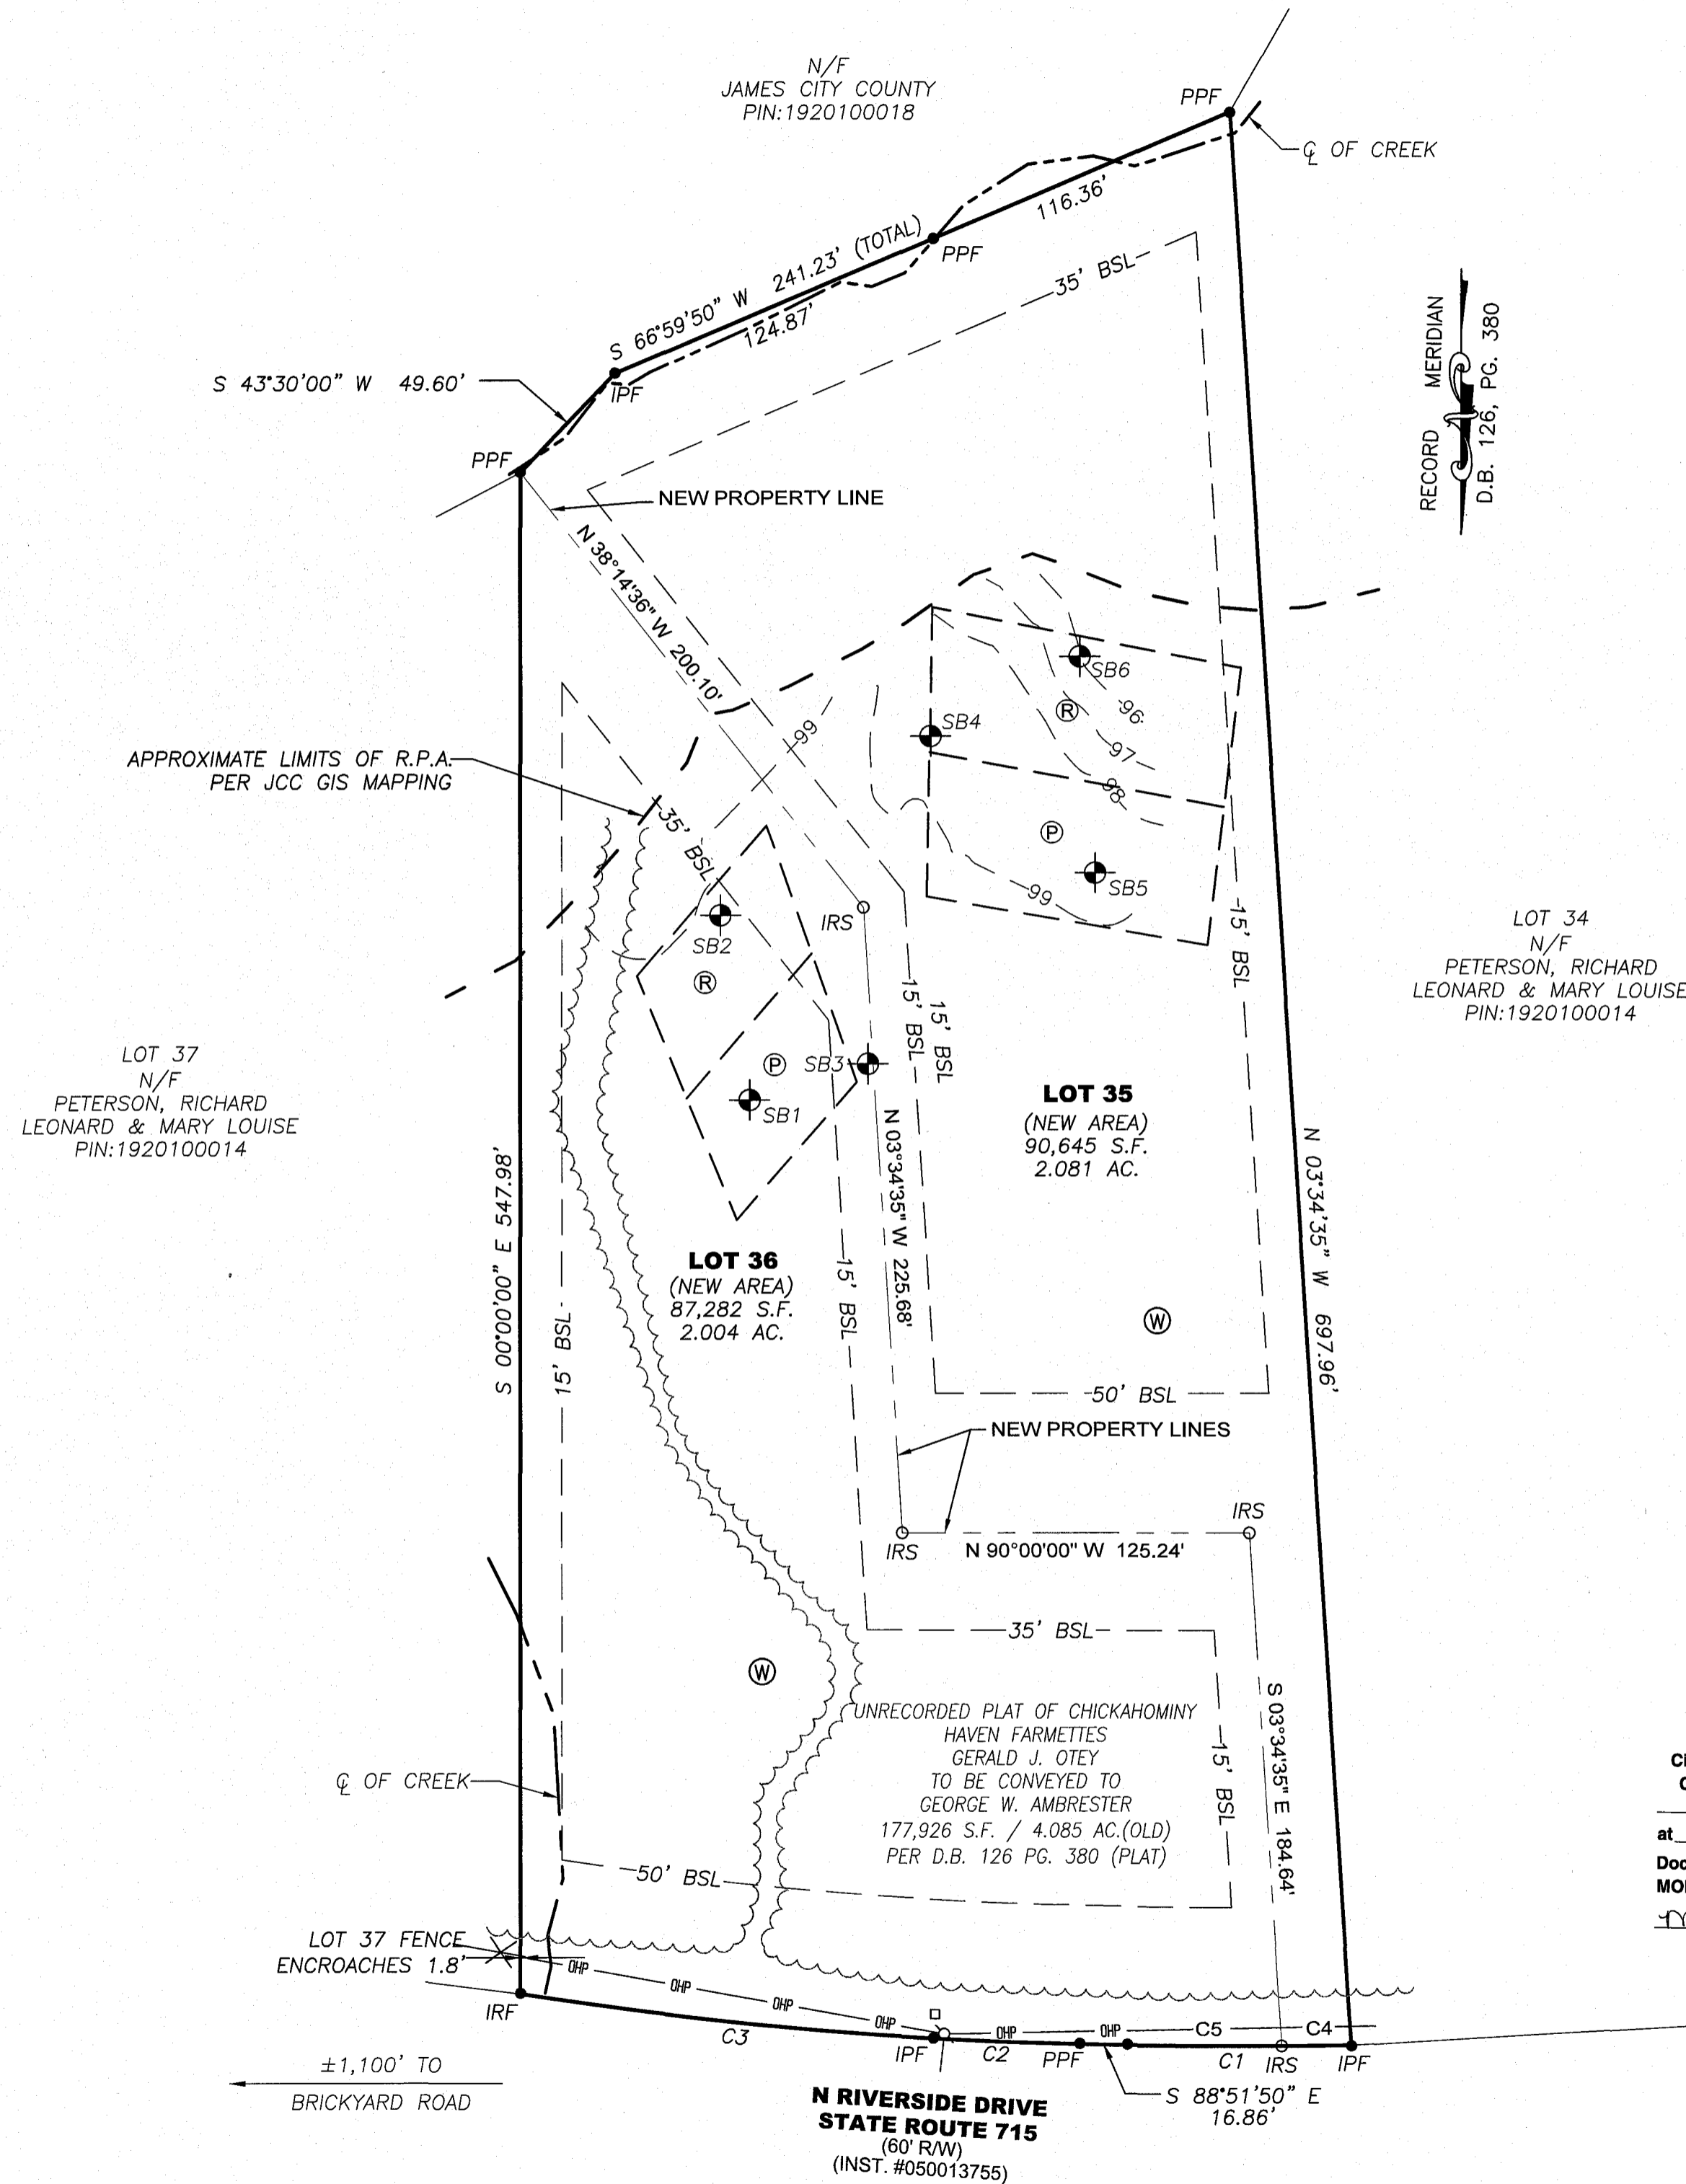 N/F
JAMES CITY COUNTY
PIN:1920100018
PPF
℄ OF CREEK
116.36'
S 66°59'50" W 241.23' (TOTAL)
PPF
124.87'
35' BSL
RECORD MERIDIAN
D.B. 126, PG. 380
S 43°30'00" W 49.60'
IPF
PPF
NEW PROPERTY LINE
N 38°14'36" W 200.10'
SB6
R
96
SB4
97
98
99
APPROXIMATE LIMITS OF R.P.A.
PER JCC GIS MAPPING
35' BSL
P
SB5
99
15' BSL
IRS
SB2
R
LOT 34
N/F
PETERSON, RICHARD
LEONARD & MARY LOUISE
PIN:1920100014
15' BSL
15' BSL
LOT 37
N/F
PETERSON, RICHARD
LEONARD & MARY LOUISE
PIN:1920100014
P
SB3
SB1
LOT 35
(NEW AREA)
90,645 S.F.
2.081 AC.
N 03°34'35" W 225.68'
N 03°34'35" W 697.96'
S 00°00'00" E 547.98'
15' BSL
LOT 36
(NEW AREA)
87,282 S.F.
2.004 AC.
15' BSL
W
50' BSL
NEW PROPERTY LINES
IRS
IRS
N 90°00'00" W 125.24'
35' BSL
W
UNRECORDED PLAT OF CHICKAHOMINY
HAVEN FARMETTES
GERALD J. OTEY
TO BE CONVEYED TO
GEORGE W. AMBRESTER
177,926 S.F. / 4.085 AC.(OLD)
PER D.B. 126 PG. 380 (PLAT)
15' BSL
S 03°34'35" E 184.64'
℄ OF CREEK
50' BSL
at
Doc
LOT 37 FENCE
ENCROACHES 1.8'
OHP
OHP
OHP
OHP
OHP
OHP
C5
C4
IRF
C3
IPF
C2
PPF
C1
IRS
IPF
S 88°51'50" E
16.86'
±1,100' TO
BRICKYARD ROAD
N RIVERSIDE DRIVE
STATE ROUTE 715
(60' R/W)
(INST. #050013755)